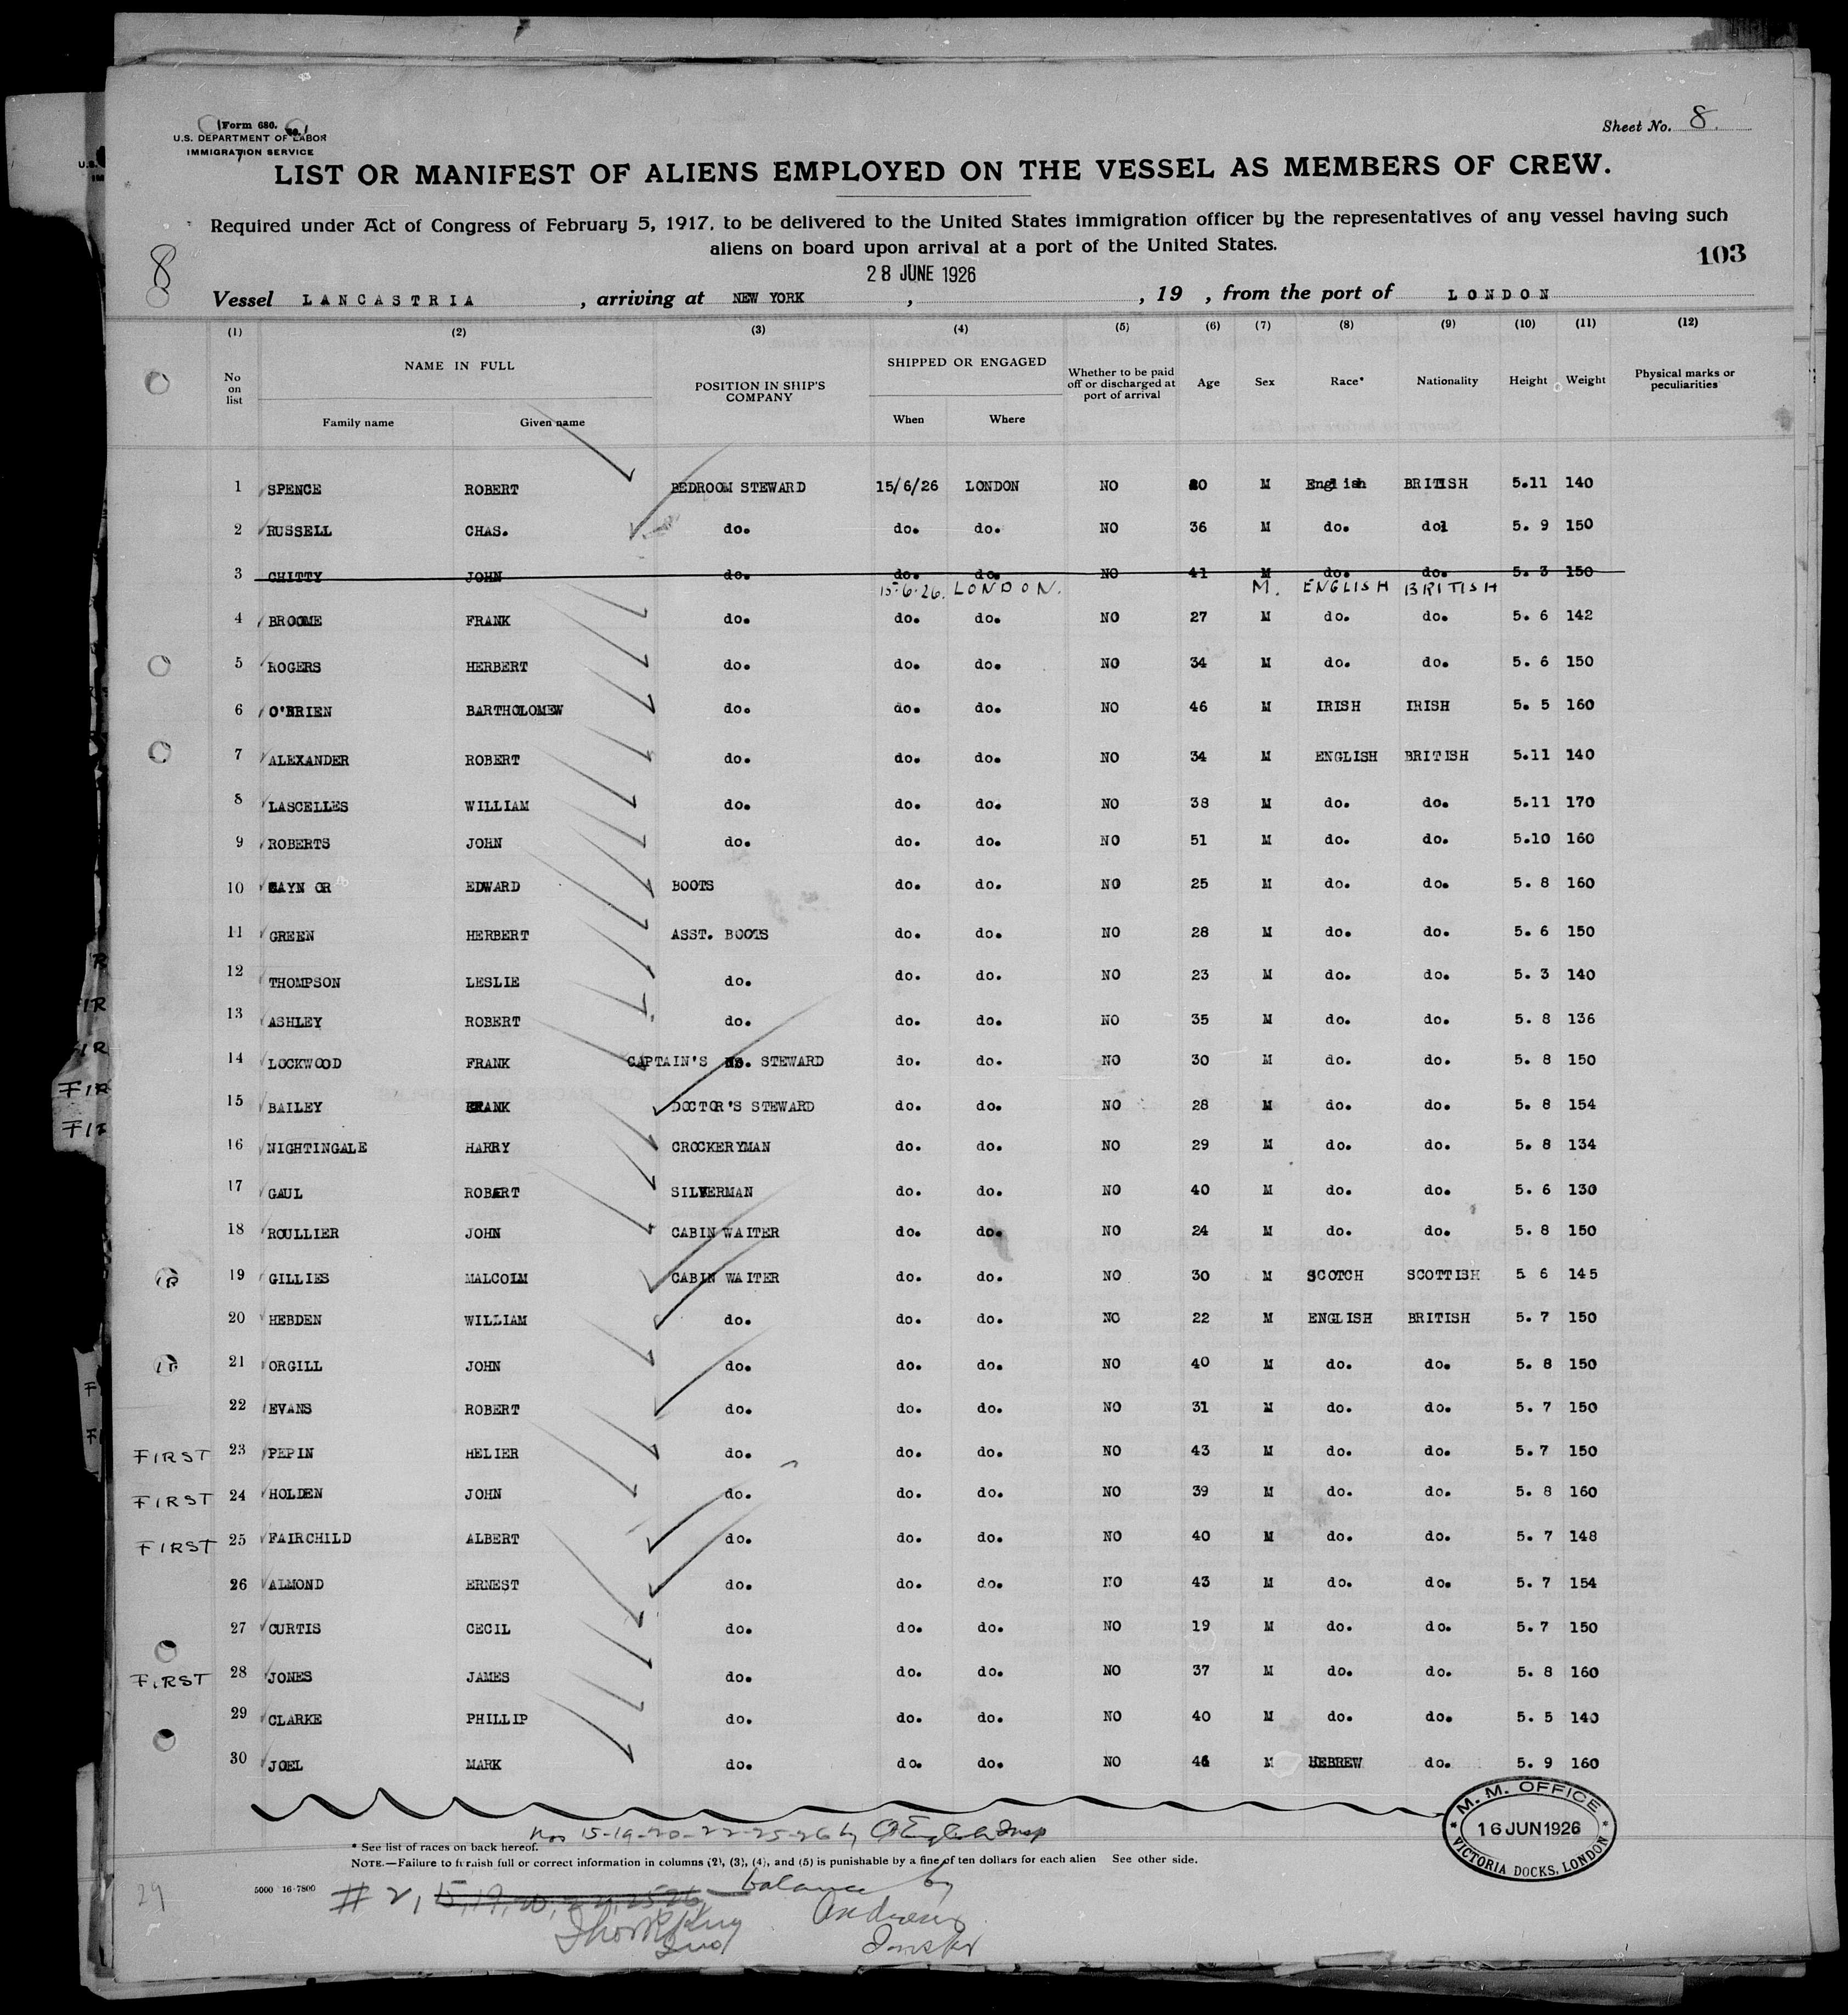 Form 680.
U.S. DEPARTMENT OF LABOR
IMMIGRATION SERVICE
Sheet No. 8.
LIST OR MANIFEST OF ALIENS EMPLOYED ON THE VESSEL AS MEMBERS OF CREW.
Required under Act of Congress of February 5, 1917, to be delivered to the United States immigration officer by the representatives of any vessel having such
aliens on board upon arrival at a port of the United States.
103
8
28 JUNE 1926
Vessel LANCASTRIA , arriving at NEW YORK , , 19 , from the port of LONDON
(1) (2) (3) (4) (5) (6) (7) (8) (9) (10) (11) (12)
No on list NAME IN FULL POSITION IN SHIP'S COMPANY SHIPPED OR ENGAGED Whether to be paid off or discharged at port of arrival Age Sex Race* Nationality Height Weight Physical marks or peculiarities
Family name Given name When Where
1 SPENCE ROBERT BEDROOM STEWARD 15/6/26 LONDON NO M English BRITISH 5.11 140
2 RUSSELL CHAS. do. do. do. NO 36 M do. do1 5. 9 150
3 CHITTY JOHN do. do. do. NO 41 M do. do. 5. 3 150
15.6.26. LONDON. M. ENGLISH BRITISH
4 BROOME FRANK do. do. do. NO 27 M do. do. 5. 6 142
5 ROGERS HERBERT do. do. do. NO 34 M do. do. 5. 6 150
6 O'BRIEN BARTHOLOMEW do. do. do. NO 46 M IRISH IRISH 5. 5 160
7 ALEXANDER ROBERT do. do. do. NO 34 M ENGLISH BRITISH 5.11 140
8 LASCELLES WILLIAM do. do. do. NO 38 M do. do. 5.11 170
9 ROBERTS JOHN do. do. do. NO 51 M do. do. 5.10 160
10 EDWARD BOOTS do. do. NO 25 M do. do. 5. 8 160
11 GREEN HERBERT ASST. BOOTS do. do. NO 28 M do. do. 5. 6 150
12 THOMPSON LESLIE do. do. do. NO 23 M do. do. 5. 3 140
13 ASHLEY ROBERT do. do. do. NO 35 M do. do. 5. 8 136
14 LOCKWOOD FRANK CAPTAIN'S STEWARD do. do. NO 30 M do. do. 5. 8 150
15 BAILEY FRANK DOCTOR'S STEWARD do. do. NO 28 M do. do. 5. 8 154
16 NIGHTINGALE HARRY CROCKERYMAN do. do. NO 29 M do. do. 5. 8 134
17 GAUL ROBERT SILVERMAN do. do. NO 40 M do. do. 5. 6 130
18 ROULLIER JOHN CABIN WAITER do. do. NO 24 M do. do. 5. 8 150
19 GILLIES MALCOLM CABIN WAITER do. do. NO 30 M SCOTCH SCOTTISH 5 6 145
20 HEBDEN WILLIAM do. do. do. NO 22 M ENGLISH BRITISH 5. 7 150
21 ORGILL JOHN do. do. do. NO 40 M do. do. 5. 8 150
22 EVANS ROBERT do. do. do. NO 31 M do. do. 5. 7 150
FIRST 23 PEPIN HELIER do. do. do. NO 43 M do. do. 5.7 150
FIRST 24 HOLDEN JOHN do. do. do. NO 39 M do. do. 5. 8 160
FIRST 25 FAIRCHILD ALBERT do. do. do. NO 40 M do. do. 5. 7 148
26 ALMOND ERNEST do. do. do. NO 43 M do. do. 5. 7 154
27 CURTIS CECIL do. do. do. NO 19 M do. do. 5.7 150
FIRST 28 JONES JAMES do. do. do. NO 37 M do. do. 5. 8 160
29 CLARKE PHILLIP do. do. do. NO 40 M do. do. 5. 5 140
30 JOEL MARK do. do. do. NO 46 M HEBREW do. 5. 9 160
M. M. OFFICE
16 JUN 1926
VICTORIA DOCKS, LONDON
Nos 15-19-20-22-25-26 by
* See list of races on back hereof.
NOTE.—Failure to furnish full or correct information in columns (2), (3), (4), and (5) is punishable by a fine of ten dollars for each alien See other side.
5000 16-7800
29
# 2, 15, 19, 20, 22, 25, 26, balance by